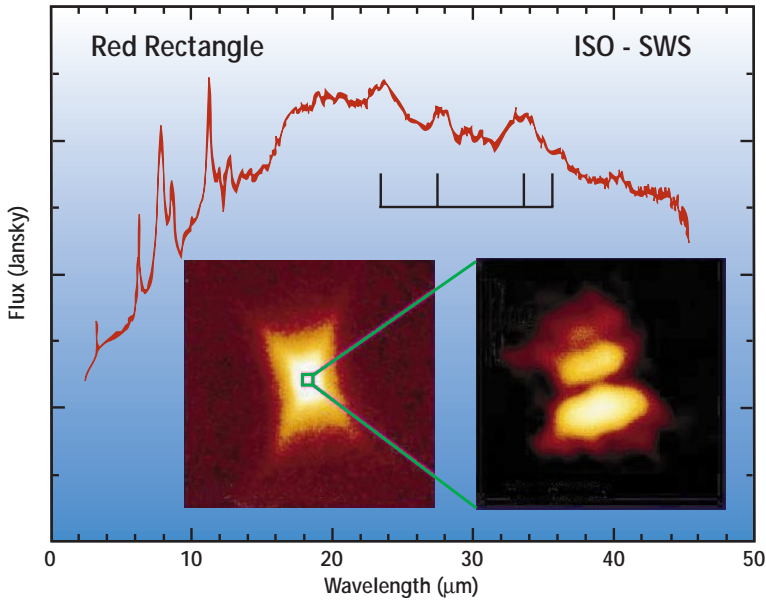 Red Rectangle
ISO - SWS
Flux (Jansky)
0 10 20 30 40 50
Wavelength (μm)